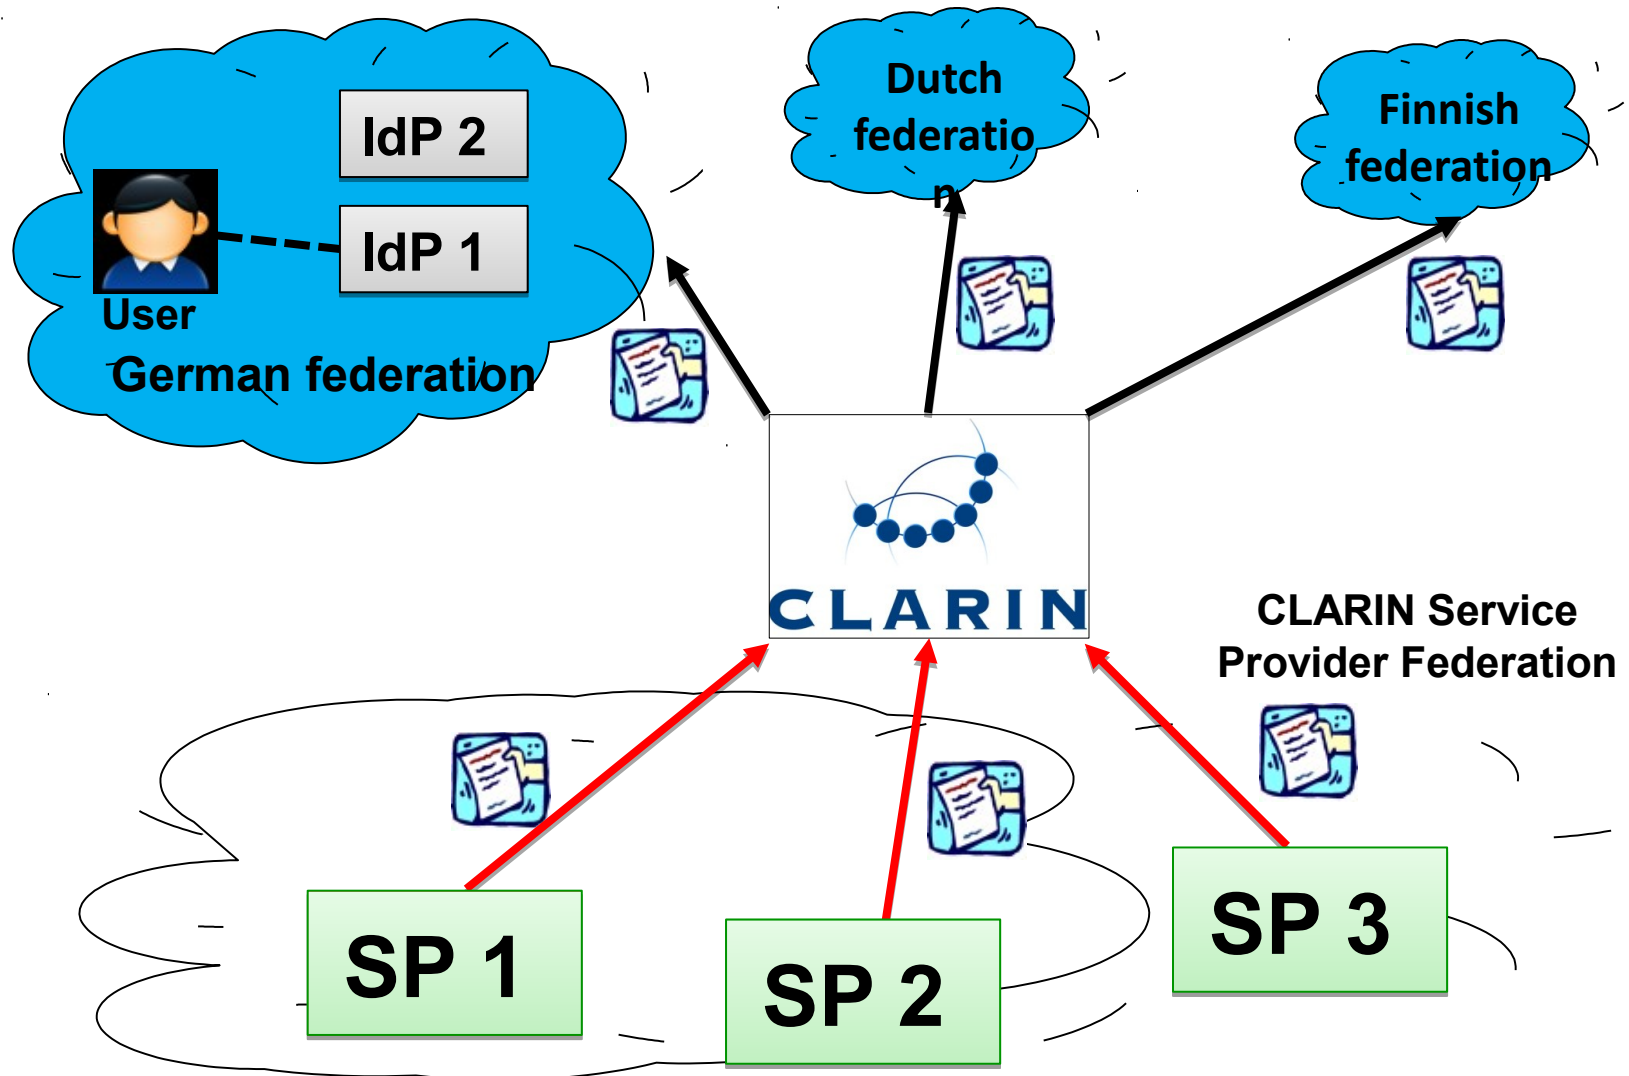 IdP 2
IdP 1
User
German federation
Dutch
federatio
n
Finnish
federation
CLARIN
CLARIN Service
Provider Federation
SP 1
SP 2
SP 3